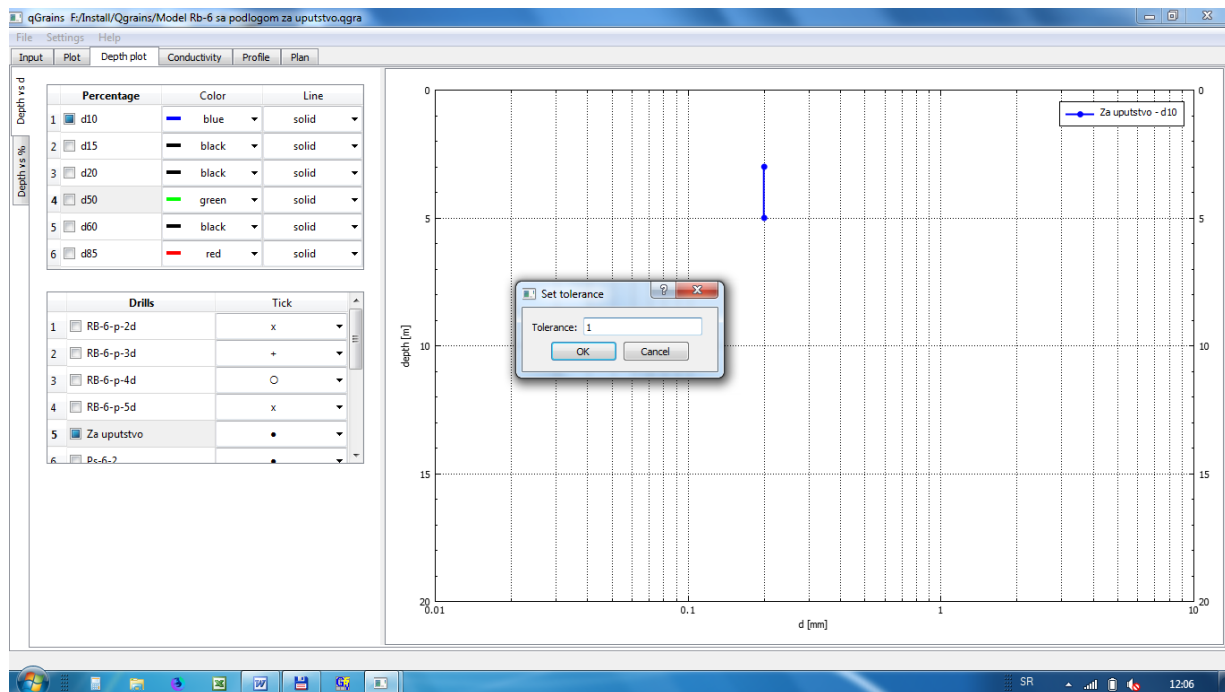 qGrains F:/Install/Qgrains/Model Rb-6 sa podlogom za uputstvo.qgra
File Settings Help
Input Plot Depth plot Conductivity Profile Plan
Depth vs d
Depth vs %
Percentage Color Line
1 d10 blue solid
2 d15 black solid
3 d20 black solid
4 d50 green solid
5 d60 black solid
6 d85 red solid
Drills Tick
1 RB-6-p-2d x
2 RB-6-p-3d +
3 RB-6-p-4d
4 RB-6-p-5d x
5 Za uputstvo
6 Ps-6-2
Za uputstvo - d10
0 0
5 5
10 10
15 15
20 20
depth [m]
0.01 0.1 1 10
d [mm]
Set tolerance
Tolerance: 1
OK Cancel
SR 12:06